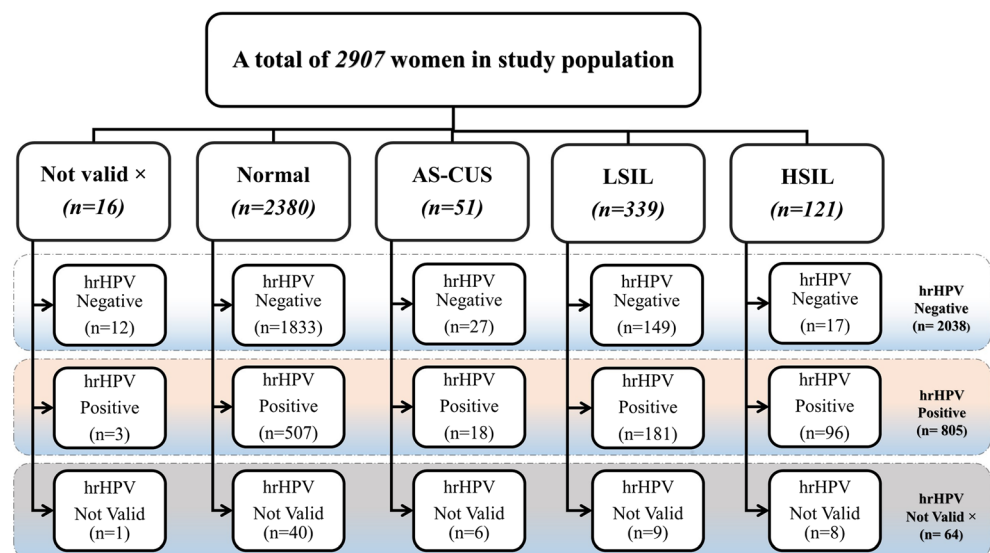 A total of 2907 women in study population
Not valid ×
(n=16)
Normal
(n=2380)
AS-CUS
(n=51)
LSIL
(n=339)
HSIL
(n=121)
hrHPV
Negative
(n=12)
hrHPV
Negative
(n=1833)
hrHPV
Negative
(n=27)
hrHPV
Negative
(n=149)
hrHPV
Negative
(n=17)
hrHPV
Negative
(n= 2038)
hrHPV
Positive
(n=3)
hrHPV
Positive
(n=507)
hrHPV
Positive
(n=18)
hrHPV
Positive
(n=181)
hrHPV
Positive
(n=96)
hrHPV
Positive
(n= 805)
hrHPV
Not Valid
(n=1)
hrHPV
Not Valid
(n=40)
hrHPV
Not Valid
(n=6)
hrHPV
Not Valid
(n=9)
hrHPV
Not Valid
(n=8)
hrHPV
Not Valid ×
(n= 64)